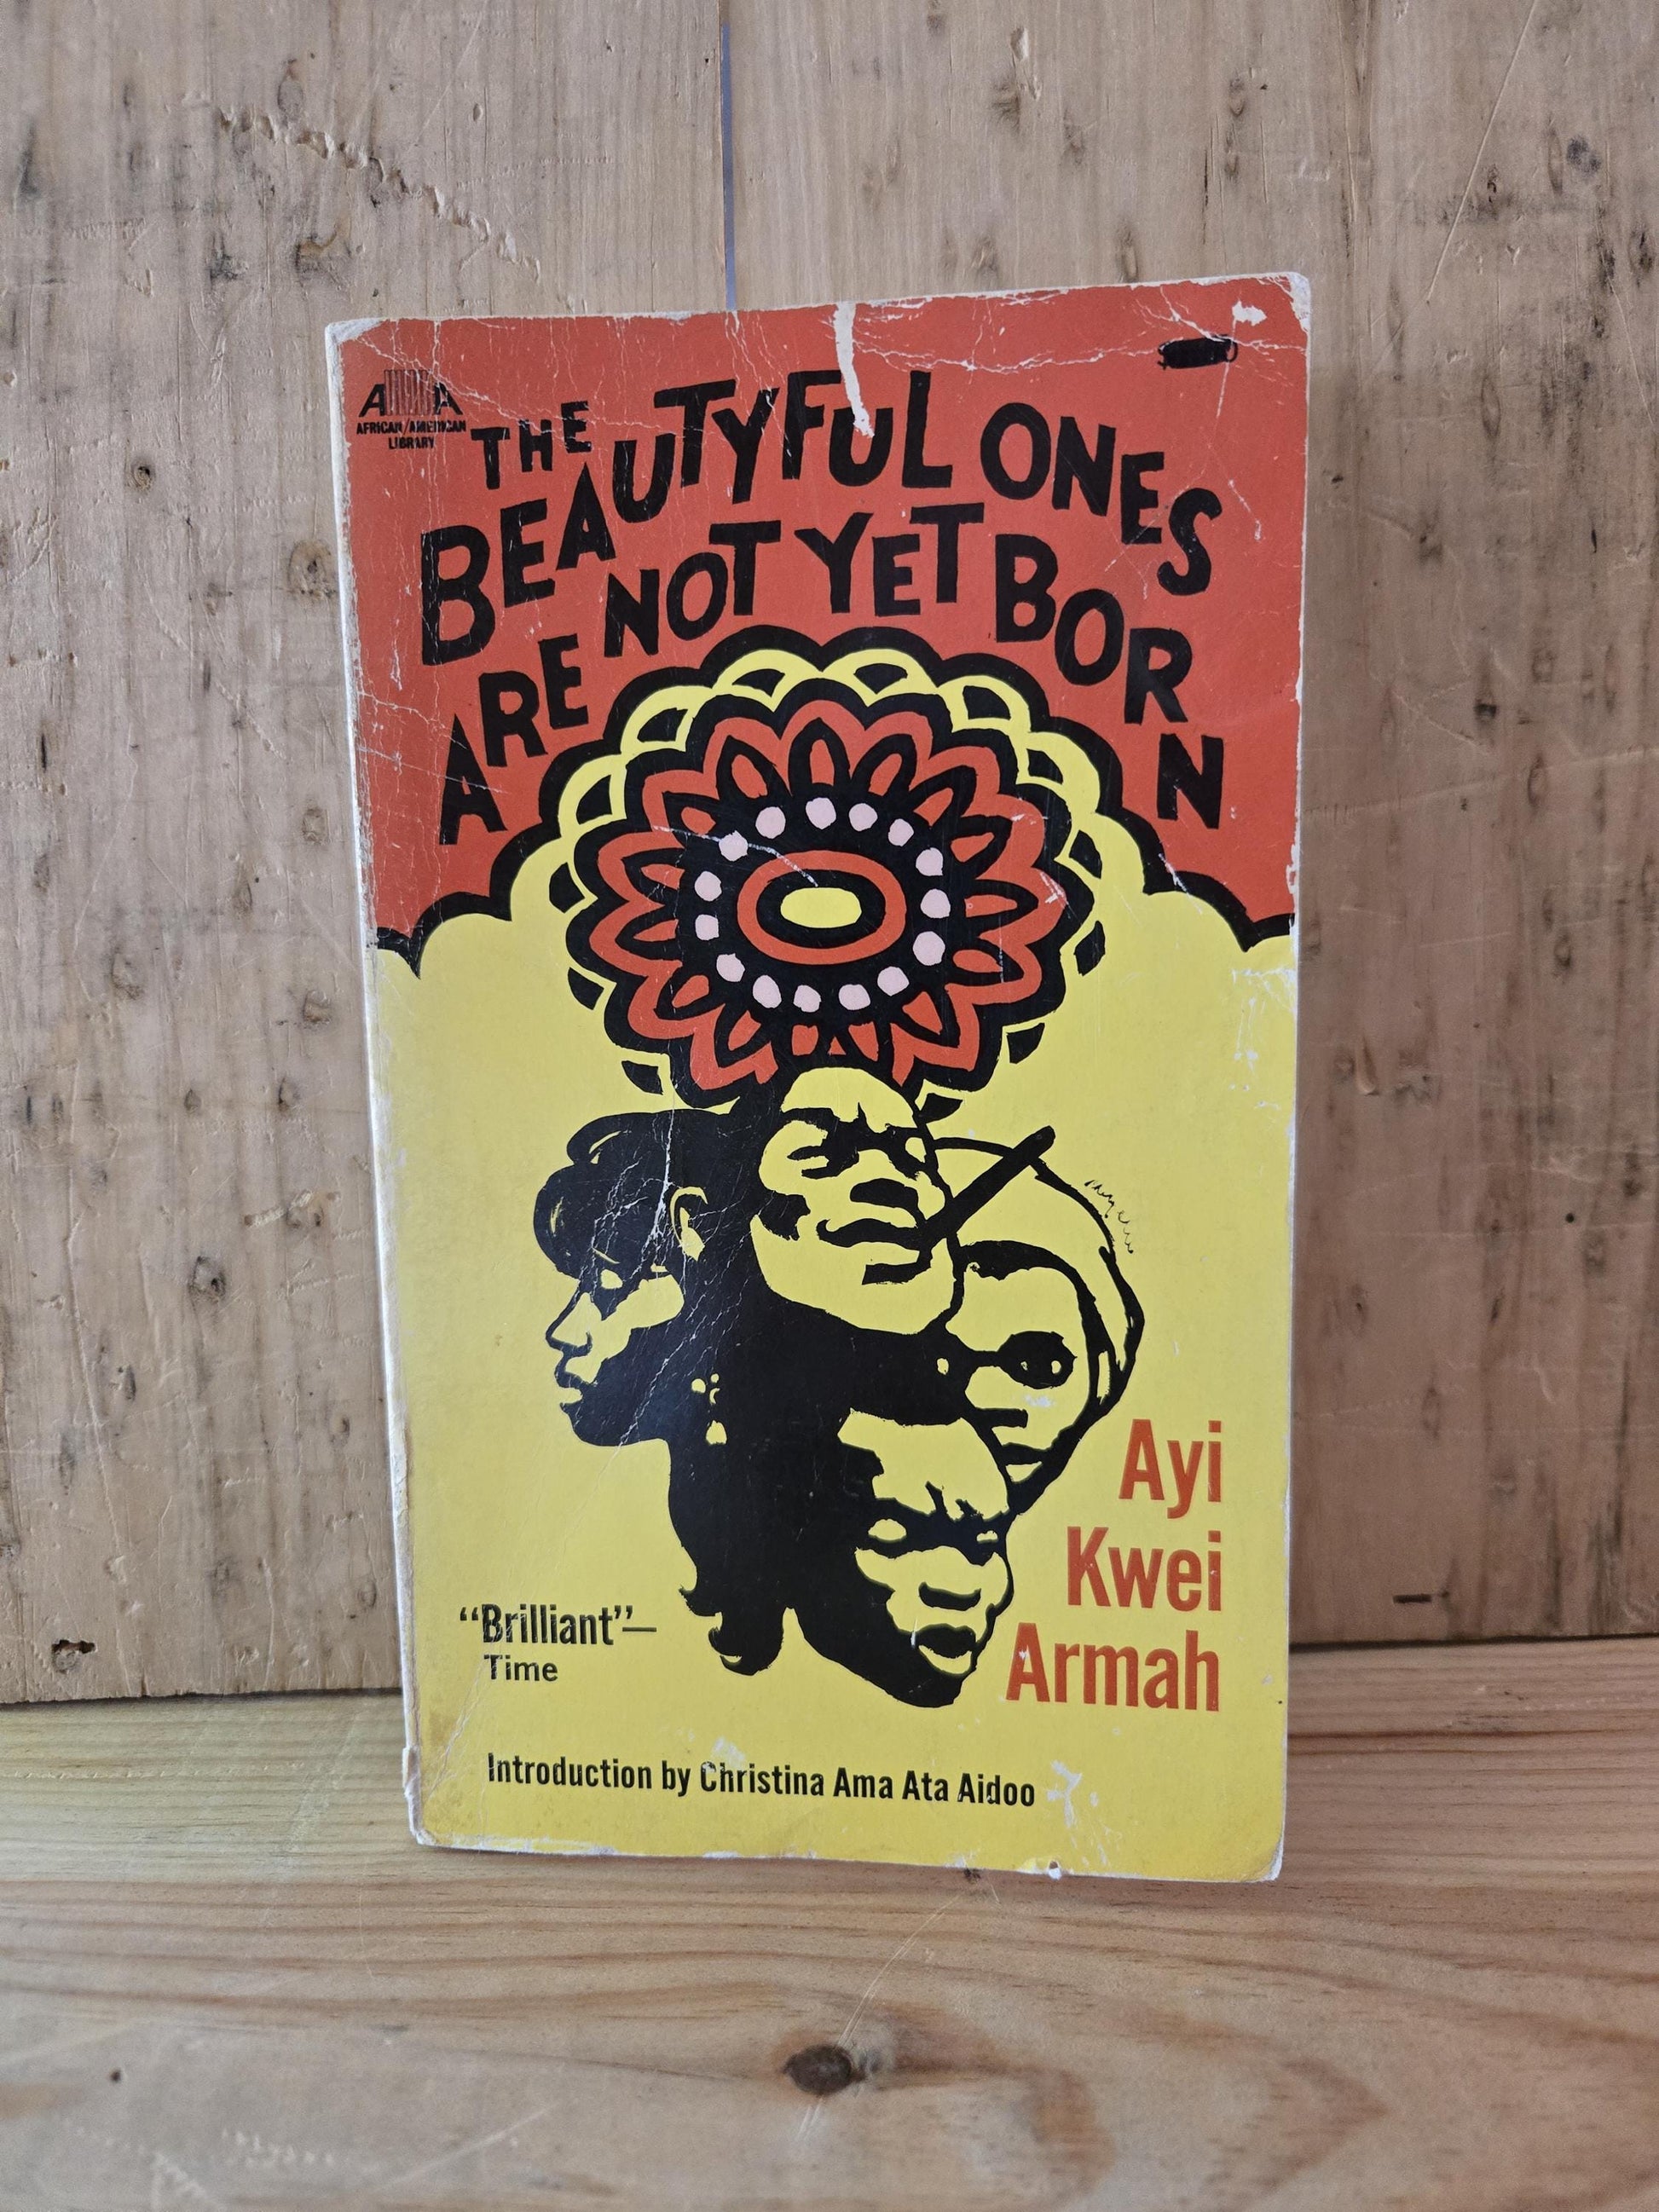 AA
AFRICAN/AMERICAN
LIBRARY
THE
BEAUTYFUL ONES
ARE NOT YET BORN
Ayi
Kwei
Armah
“Brilliant”—
Time
Introduction by Christina Ama Ata Aidoo